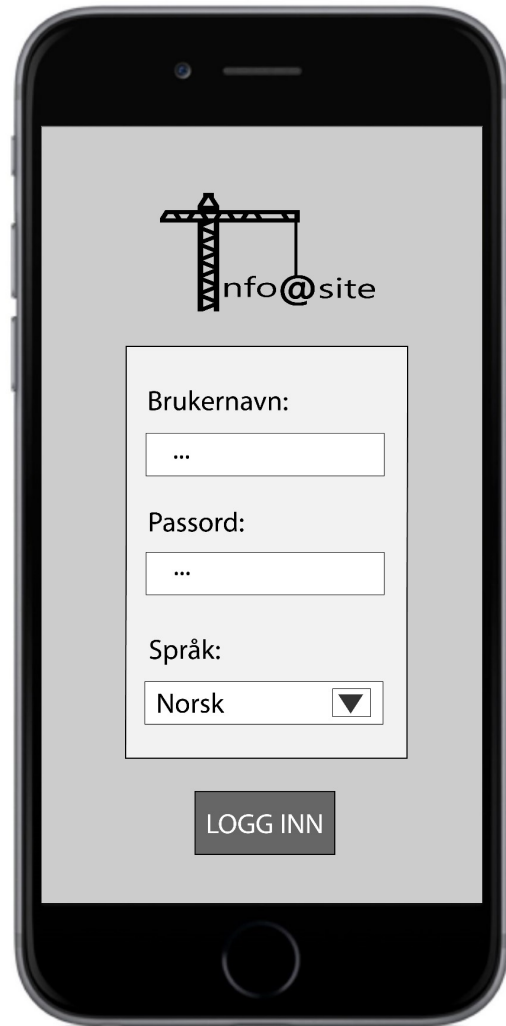 Info@site
Brukernavn:
...
Passord:
...
Språk:
Norsk
LOGG INN